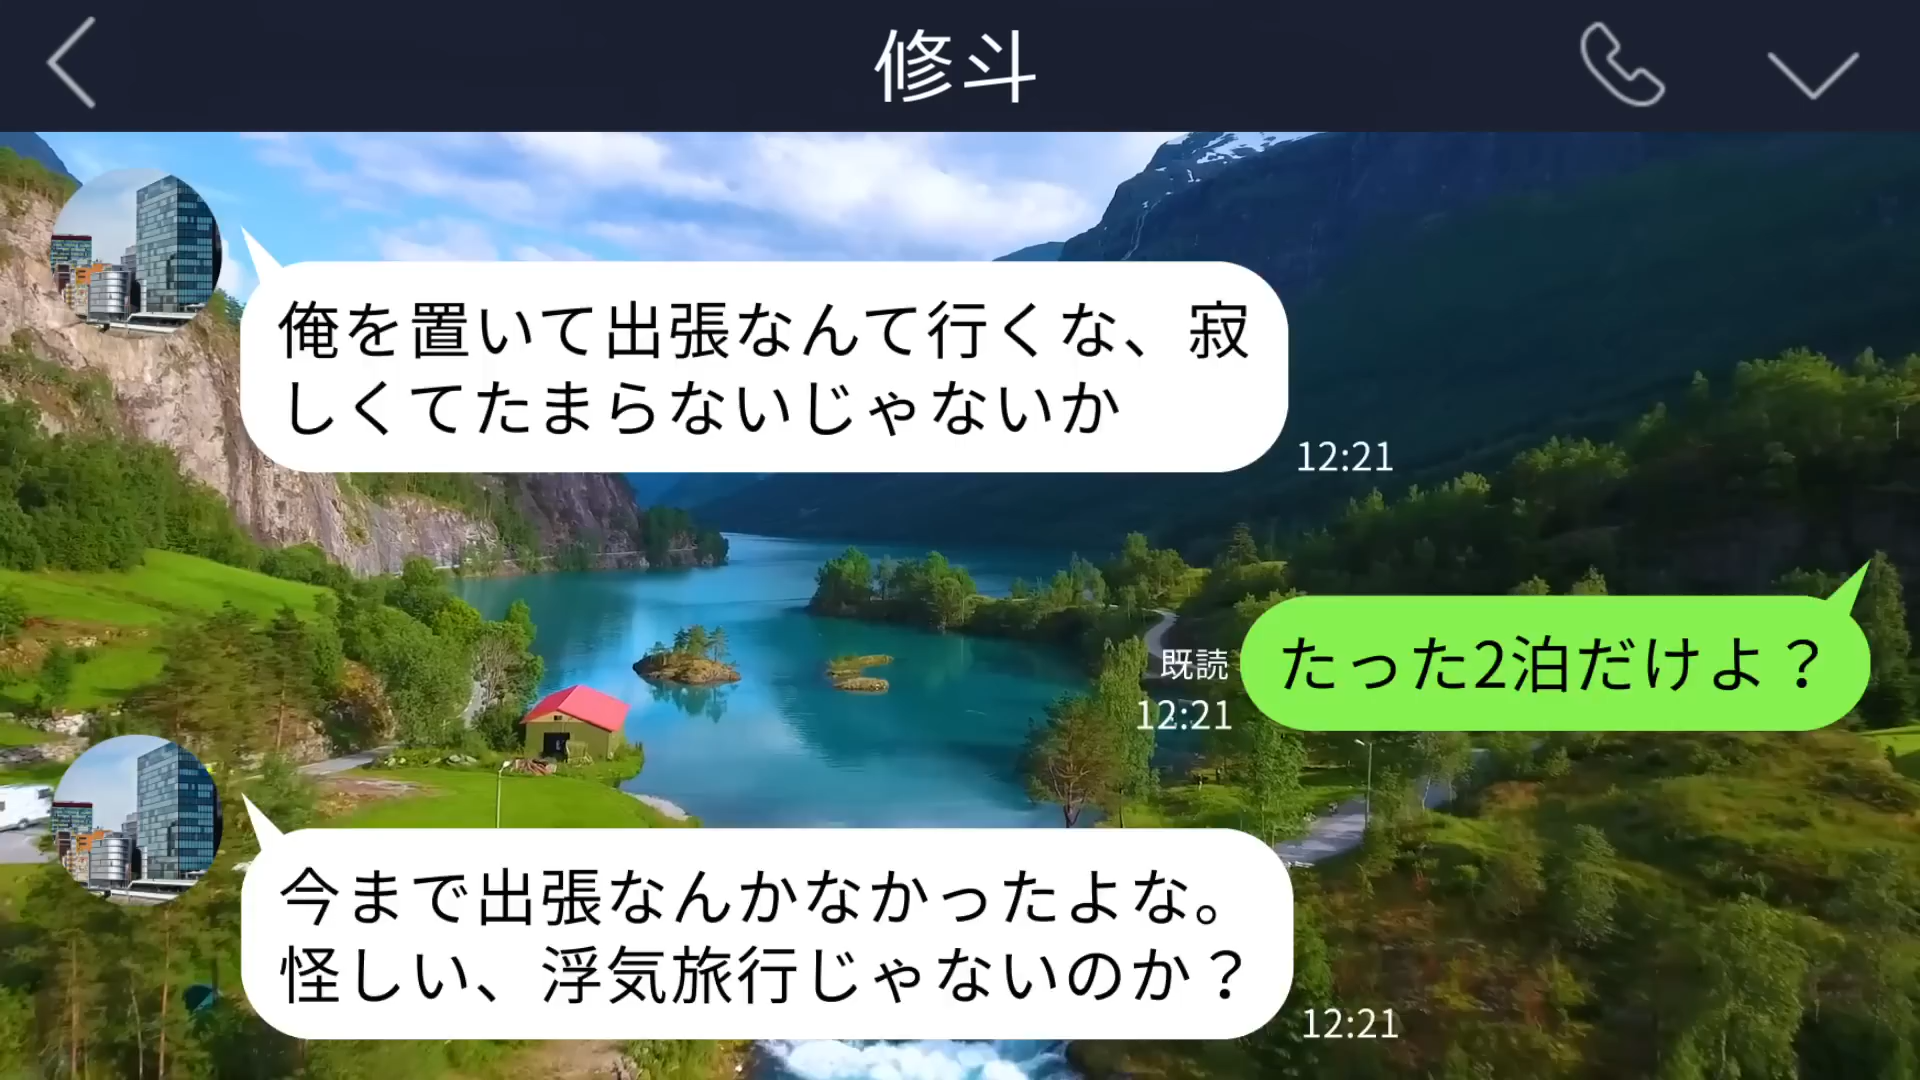 修斗
俺を置いて出張なんて行くな、寂
しくてたまらないじゃないか
12:21
たった2泊だけよ？
既読
12:21
今まで出張なんかなかったよな。
怪しい、浮気旅行じゃないのか？
12:21